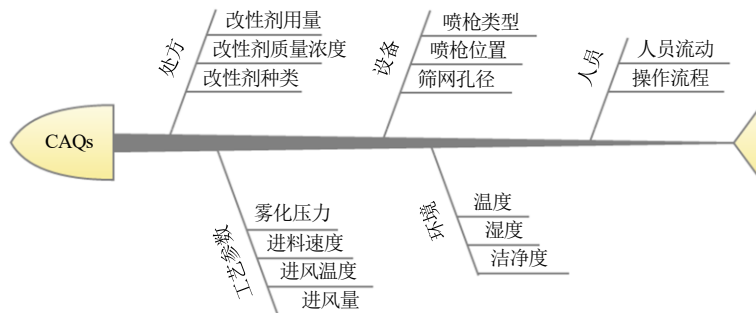 处方
改性剂用量
改性剂质量浓度
改性剂种类
设备
喷枪类型
喷枪位置
筛网孔径
人员
人员流动
操作流程
CAQs
工艺参数
雾化压力
进料速度
进风温度
进风量
环境
温度
湿度
洁净度